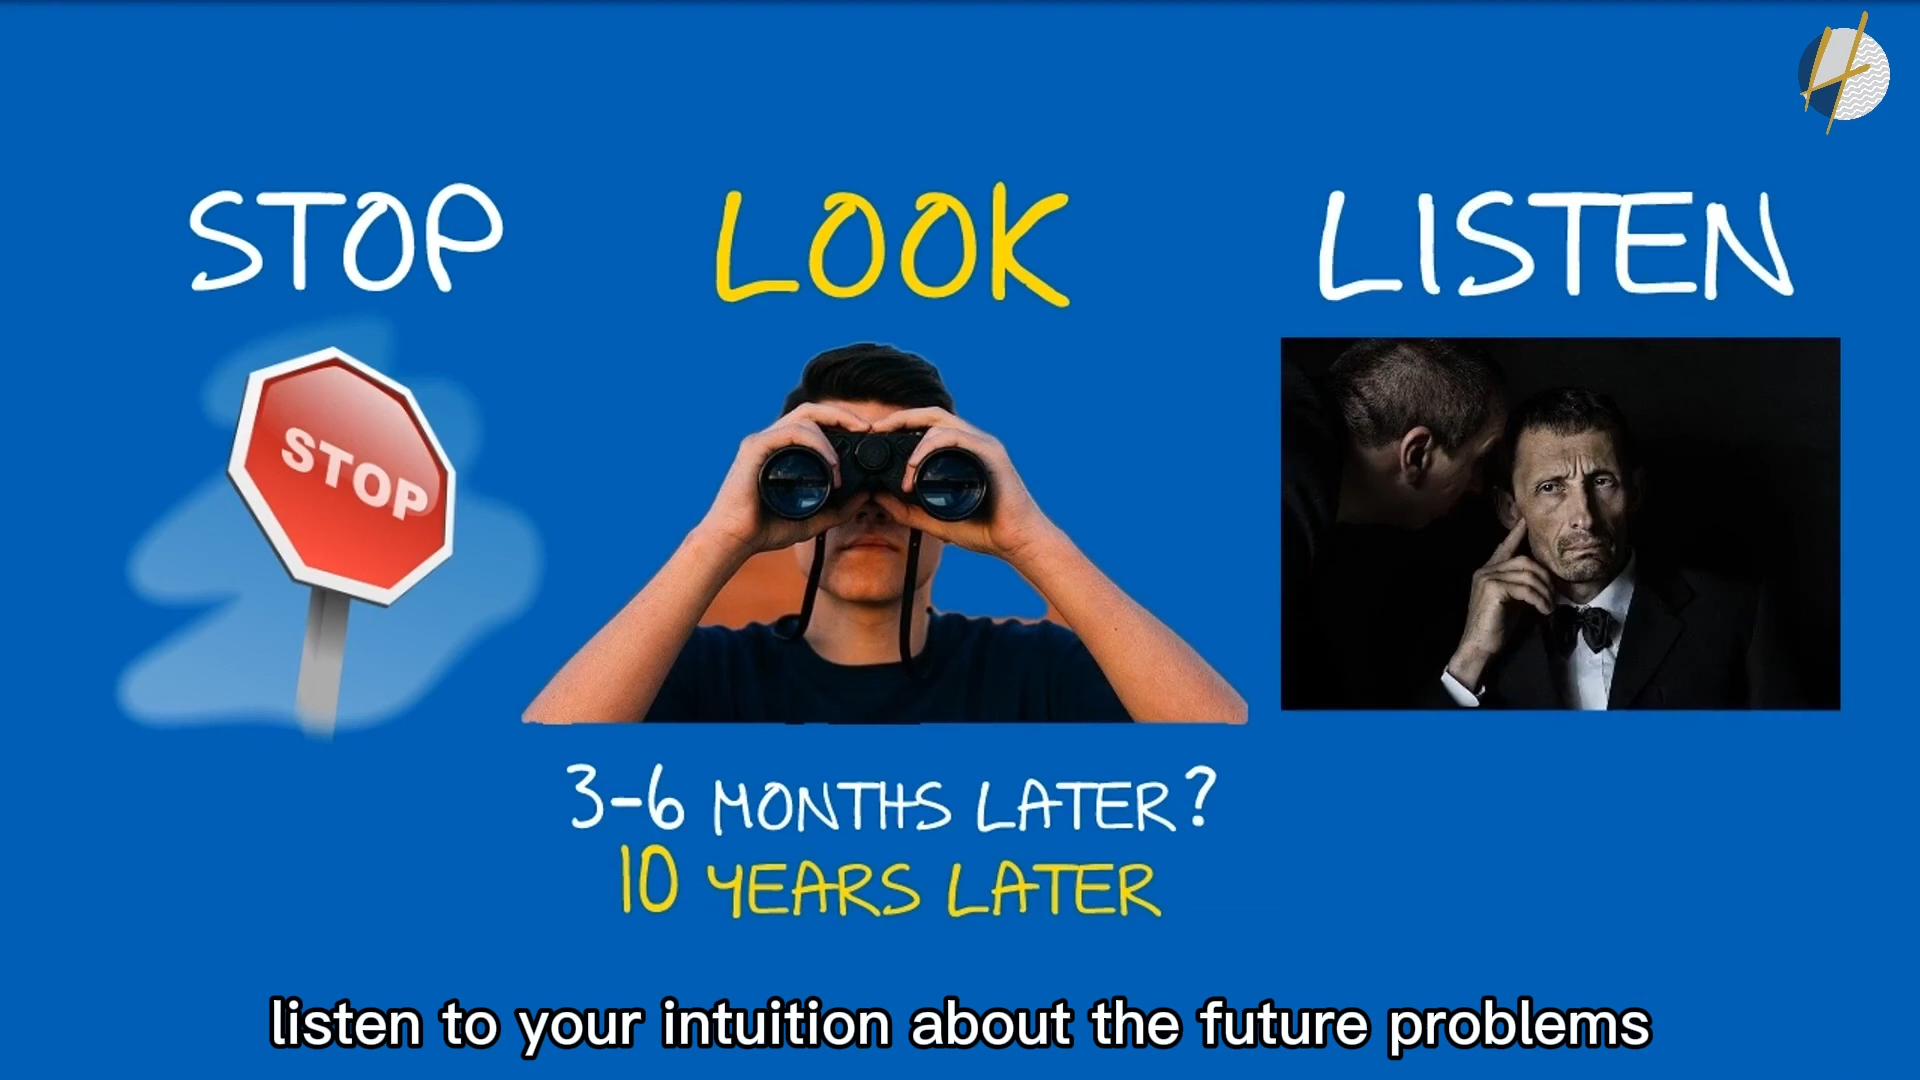 STOP LOOK LISTEN
STOP
3-6 MONTHS LATER?
10 YEARS LATER
listen to your intuition about the future problems